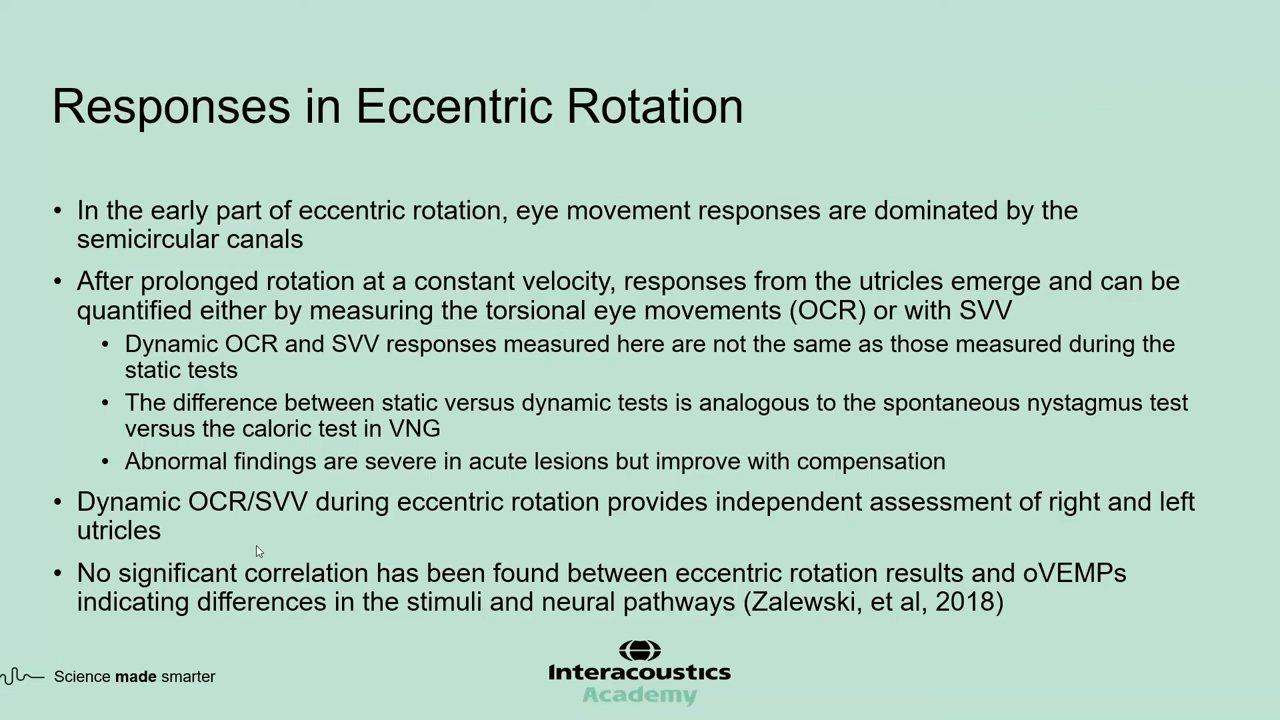 Responses in Eccentric Rotation
• In the early part of eccentric rotation, eye movement responses are dominated by the
semicircular canals
• After prolonged rotation at a constant velocity, responses from the utricles emerge and can be
quantified either by measuring the torsional eye movements (OCR) or with SVV
• Dynamic OCR and SVV responses measured here are not the same as those measured during the
static tests
• The difference between static versus dynamic tests is analogous to the spontaneous nystagmus test
versus the caloric test in VNG
• Abnormal findings are severe in acute lesions but improve with compensation
• Dynamic OCR/SVV during eccentric rotation provides independent assessment of right and left
utricles
• No significant correlation has been found between eccentric rotation results and oVEMPs
indicating differences in the stimuli and neural pathways (Zalewski, et al, 2018)
Science made smarter
Interacoustics
Academy